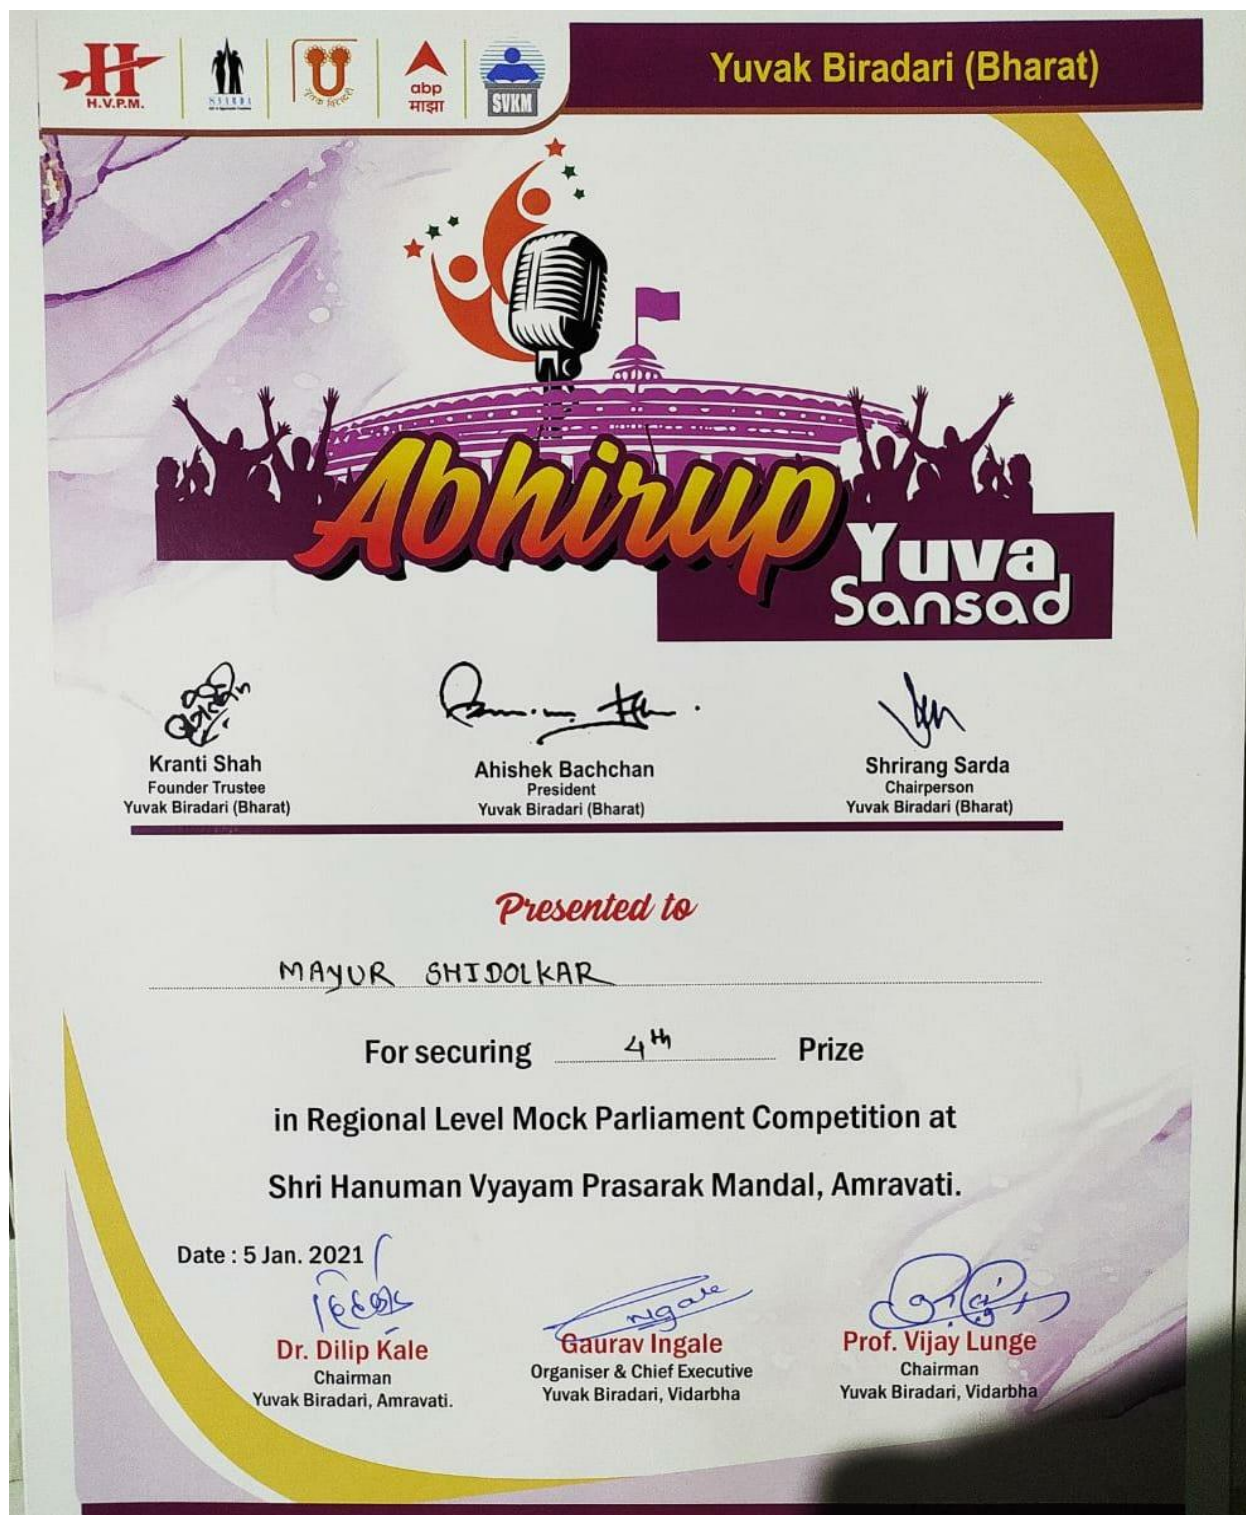 H.V.P.M.
abp
माझा
SVKM
Yuvak Biradari (Bharat)
Abhirup
Yuva
Sansad
Kranti Shah
Founder Trustee
Yuvak Biradari (Bharat)
Ahishek Bachchan
President
Yuvak Biradari (Bharat)
Shrirang Sarda
Chairperson
Yuvak Biradari (Bharat)
Presented to
MAYUR SHIDOLKAR
For securing 4th Prize
in Regional Level Mock Parliament Competition at
Shri Hanuman Vyayam Prasarak Mandal, Amravati.
Date : 5 Jan. 2021
Dr. Dilip Kale
Chairman
Yuvak Biradari, Amravati.
Ingale
Gaurav Ingale
Organiser & Chief Executive
Yuvak Biradari, Vidarbha
Prof. Vijay Lunge
Chairman
Yuvak Biradari, Vidarbha